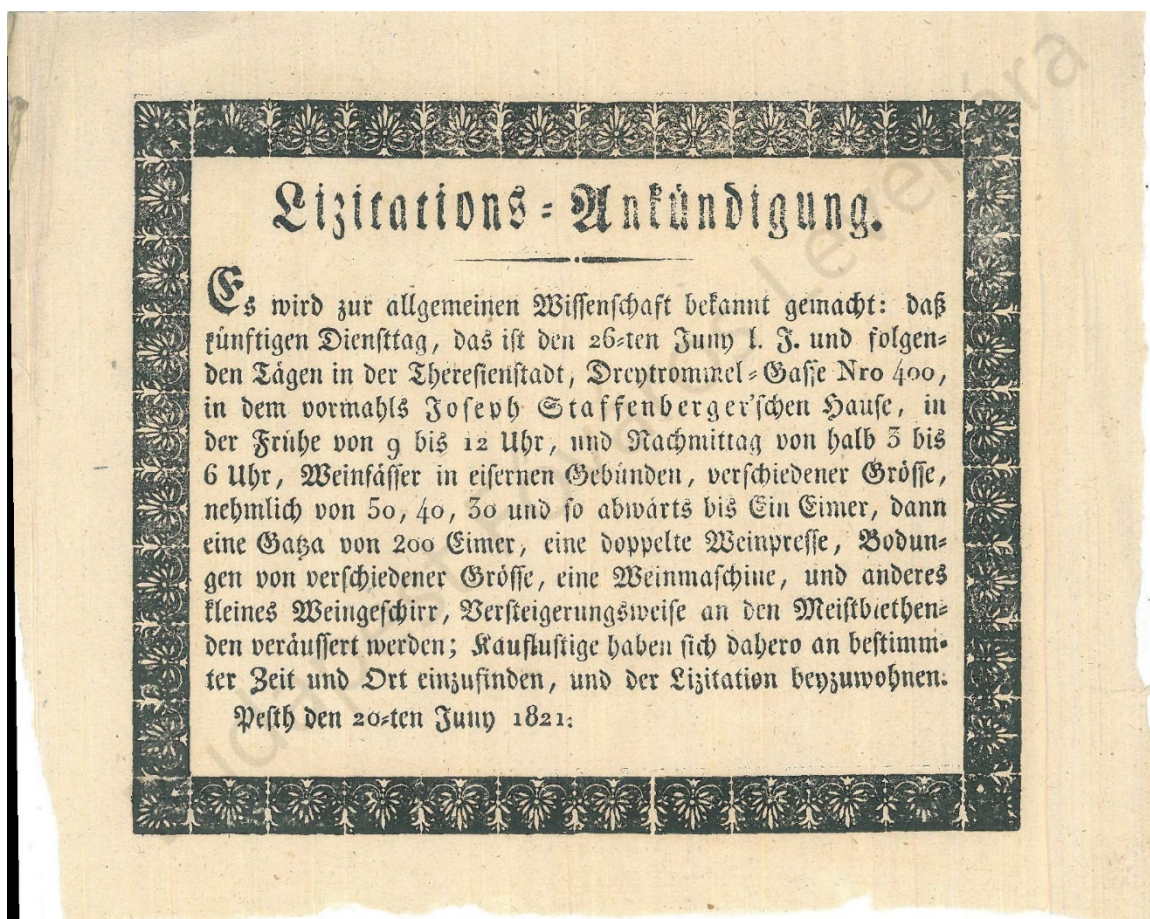 Lizitations-Ankündigung.
Es wird zur allgemeinen Wissenschaft bekannt gemacht: daß
künftigen Diensttag, das ist den 26-ten Juny l. J. und folgen-
den Tägen in der Theresienstadt, Dreytrommel-Gasse Nro 400,
in dem vormahls Joseph Staffenberger'schen Hause, in
der Frühe von 9 bis 12 Uhr, und Nachmittag von halb 3 bis
6 Uhr, Weinfässer in eisernen Gebünden, verschiedener Grösse,
nehmlich von 50, 40, 30 und so abwärts bis Ein Eimer, dann
eine Gatza von 200 Eimer, eine doppelte Weinpresse, Bodun-
gen von verschiedener Grösse, eine Weinmaschine, und anderes
kleines Weingeschirr, Versteigerungsweise an den Meistbiethen-
den veräussert werden; Kauflustige haben sich dahero an bestimm-
ter Zeit und Ort einzufinden, und der Lizitation beyzuwohnen.
Pesth den 20-ten Juny 1821.